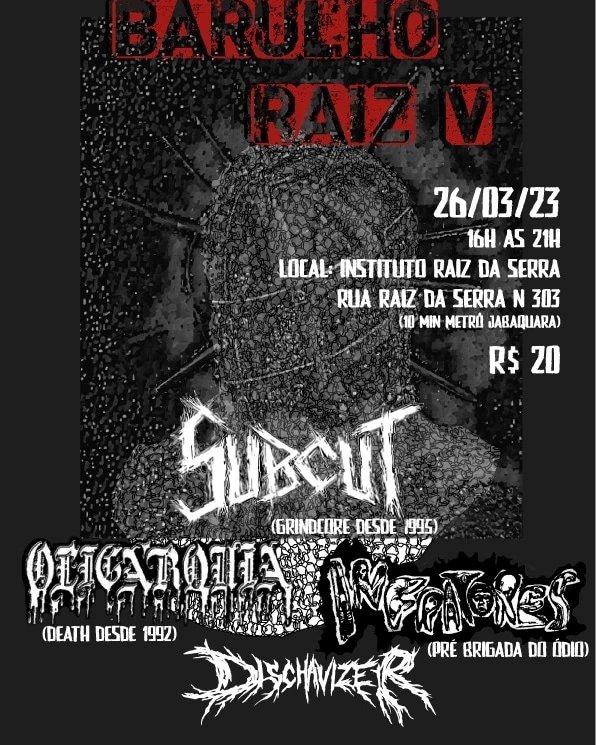 BARULHO
RAIZ V
26/03/23
16H AS 21H
LOCAL: INSTITUTO RAIZ DA SERRA
RUA RAIZ DA SERRA N 303
(10 MIN METRÔ JABAQUARA)
R$ 20
SUBCUT
(GRINDCORE DESDE 1995)
OLIGARQUIA
(DEATH DESDE 1992)
(PRÉ BRIGADA DO ÓDIO)
DISCHAVIZER